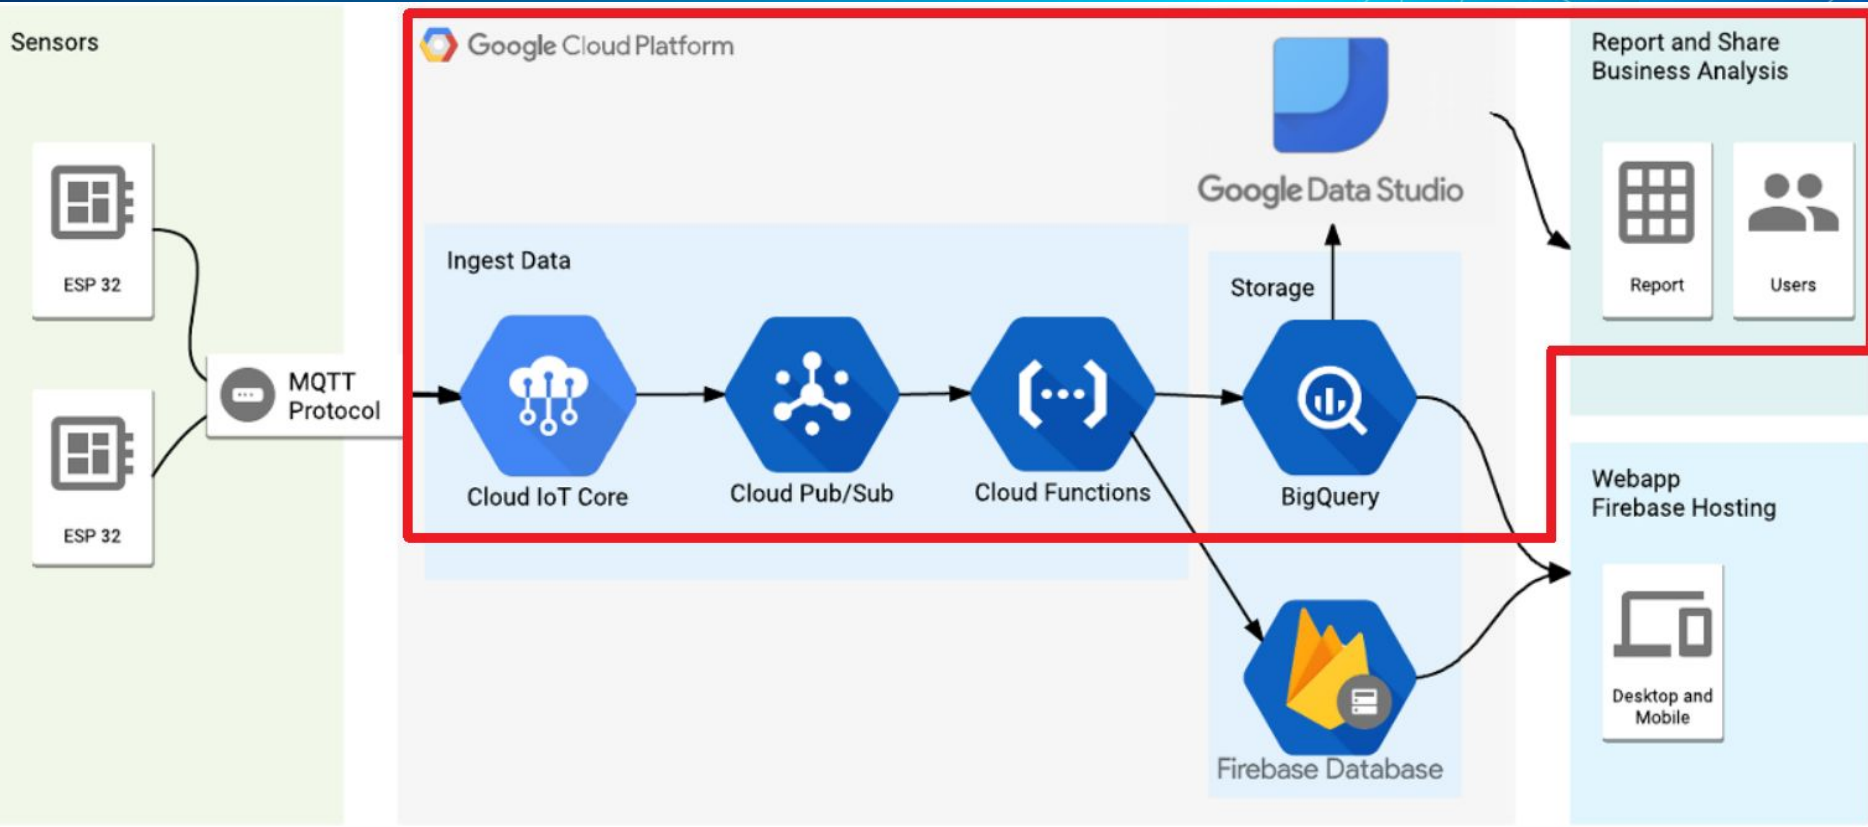 Sensors
ESP 32
ESP 32
MQTT
Protocol
Google Cloud Platform
Ingest Data
Cloud IoT Core
Cloud Pub/Sub
Cloud Functions
Google Data Studio
Storage
BigQuery
Firebase Database
Report and Share
Business Analysis
Report
Users
Webapp
Firebase Hosting
Desktop and
Mobile